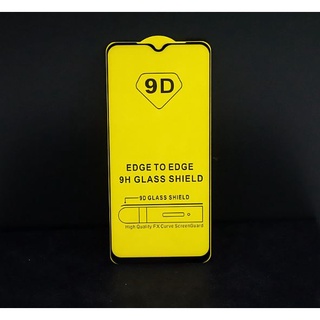 9D
EDGE TO EDGE
9H GLASS SHIELD
9D GLASS SHIELD
High Quality FX Curve ScreenGuard